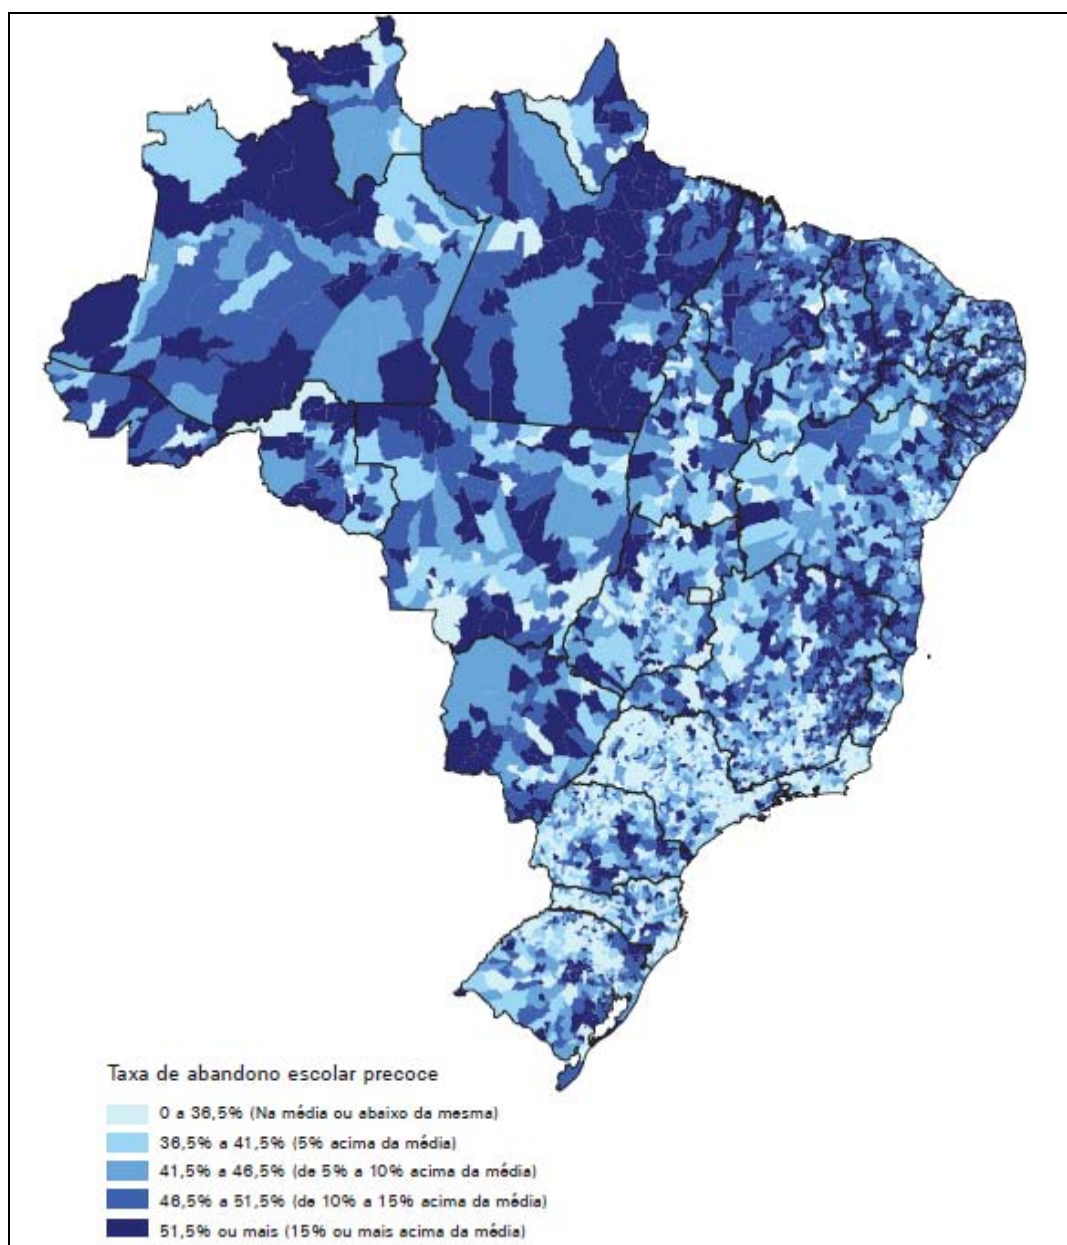 Taxa de abandono escolar precoce
0 a 36,5% (Na média ou abaixo da mesma)
36,5% a 41,5% (5% acima da média)
41,5% a 46,5% (de 5% a 10% acima da média)
46,5% a 51,5% (de 10% a 15% acima da média)
51,5% ou mais (15% ou mais acima da média)